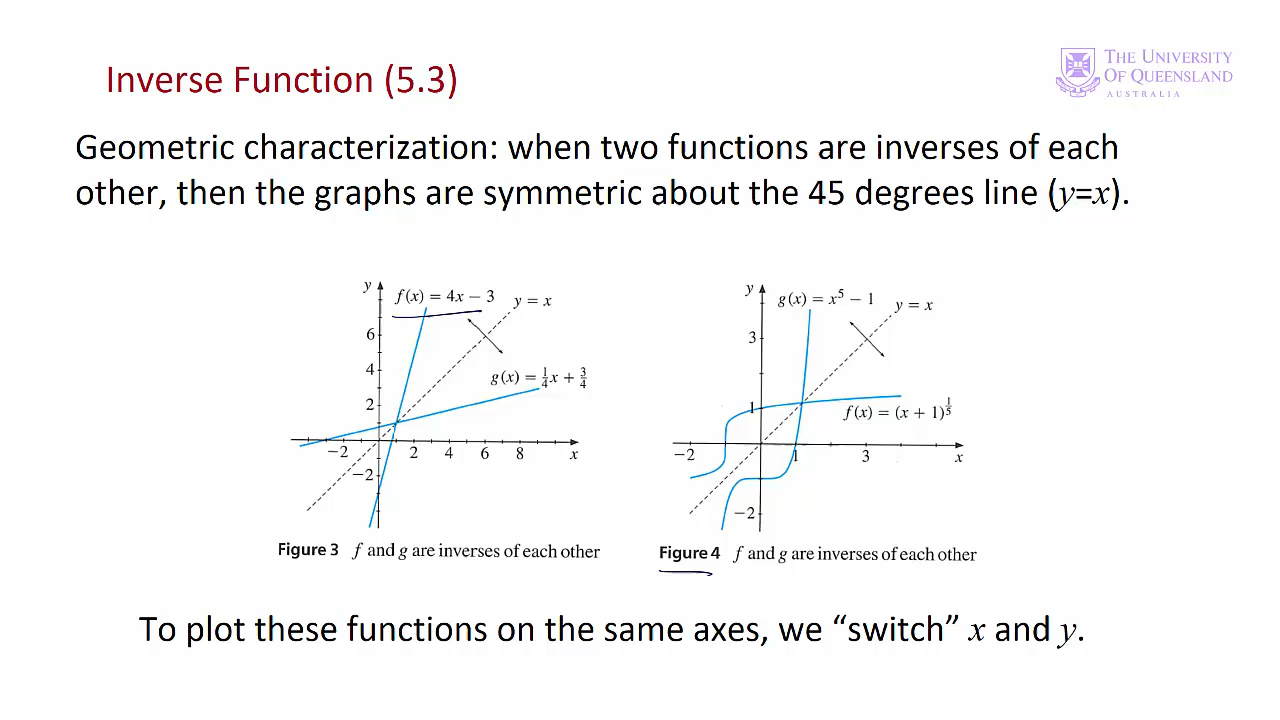 Inverse Function (5.3)
THE UNIVERSITY
OF QUEENSLAND
AUSTRALIA
Geometric characterization: when two functions are inverses of each
other, then the graphs are symmetric about the 45 degrees line (y=x).
y
f(x) = 4x − 3
y = x
6
4
g(x) = 1/4 x + 3/4
2
−2
2 4 6 8 x
−2
Figure 3 f and g are inverses of each other
y
g(x) = x⁵ − 1
y = x
3
1
f(x) = (x + 1)^1/5
−2
1
3
x
−2
Figure 4 f and g are inverses of each other
To plot these functions on the same axes, we “switch” x and y.